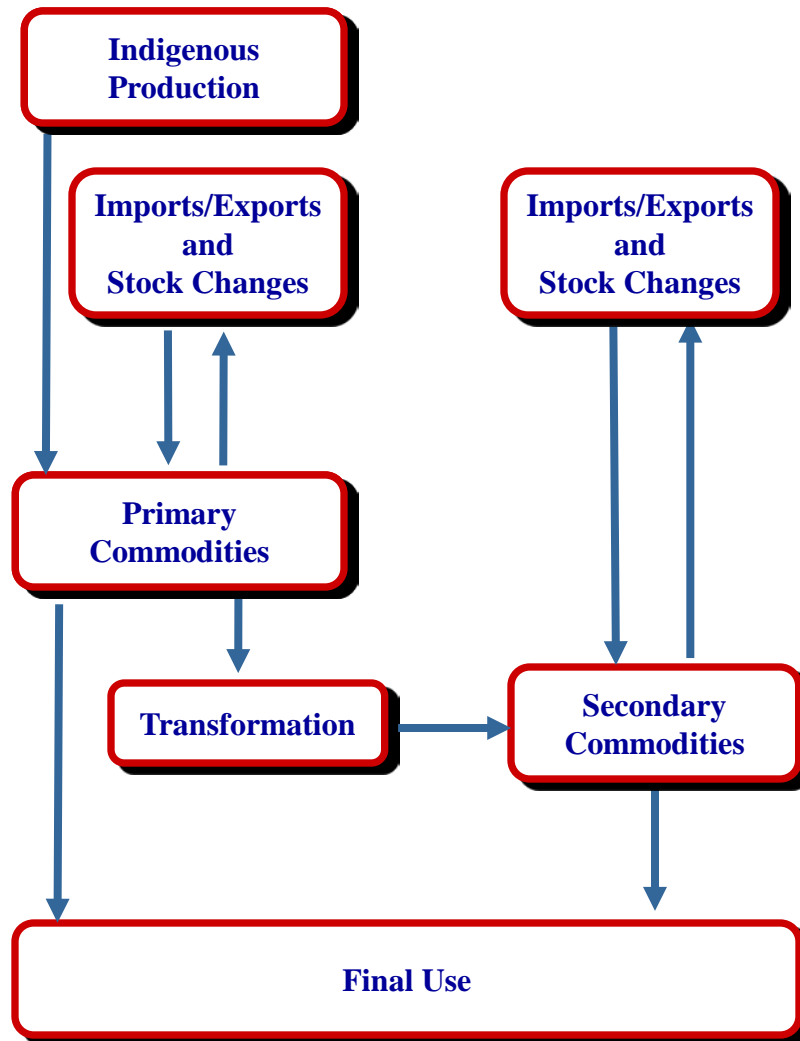 Indigenous
Production
Imports/Exports
and
Stock Changes
Imports/Exports
and
Stock Changes
Primary
Commodities
Transformation
Secondary
Commodities
Final Use